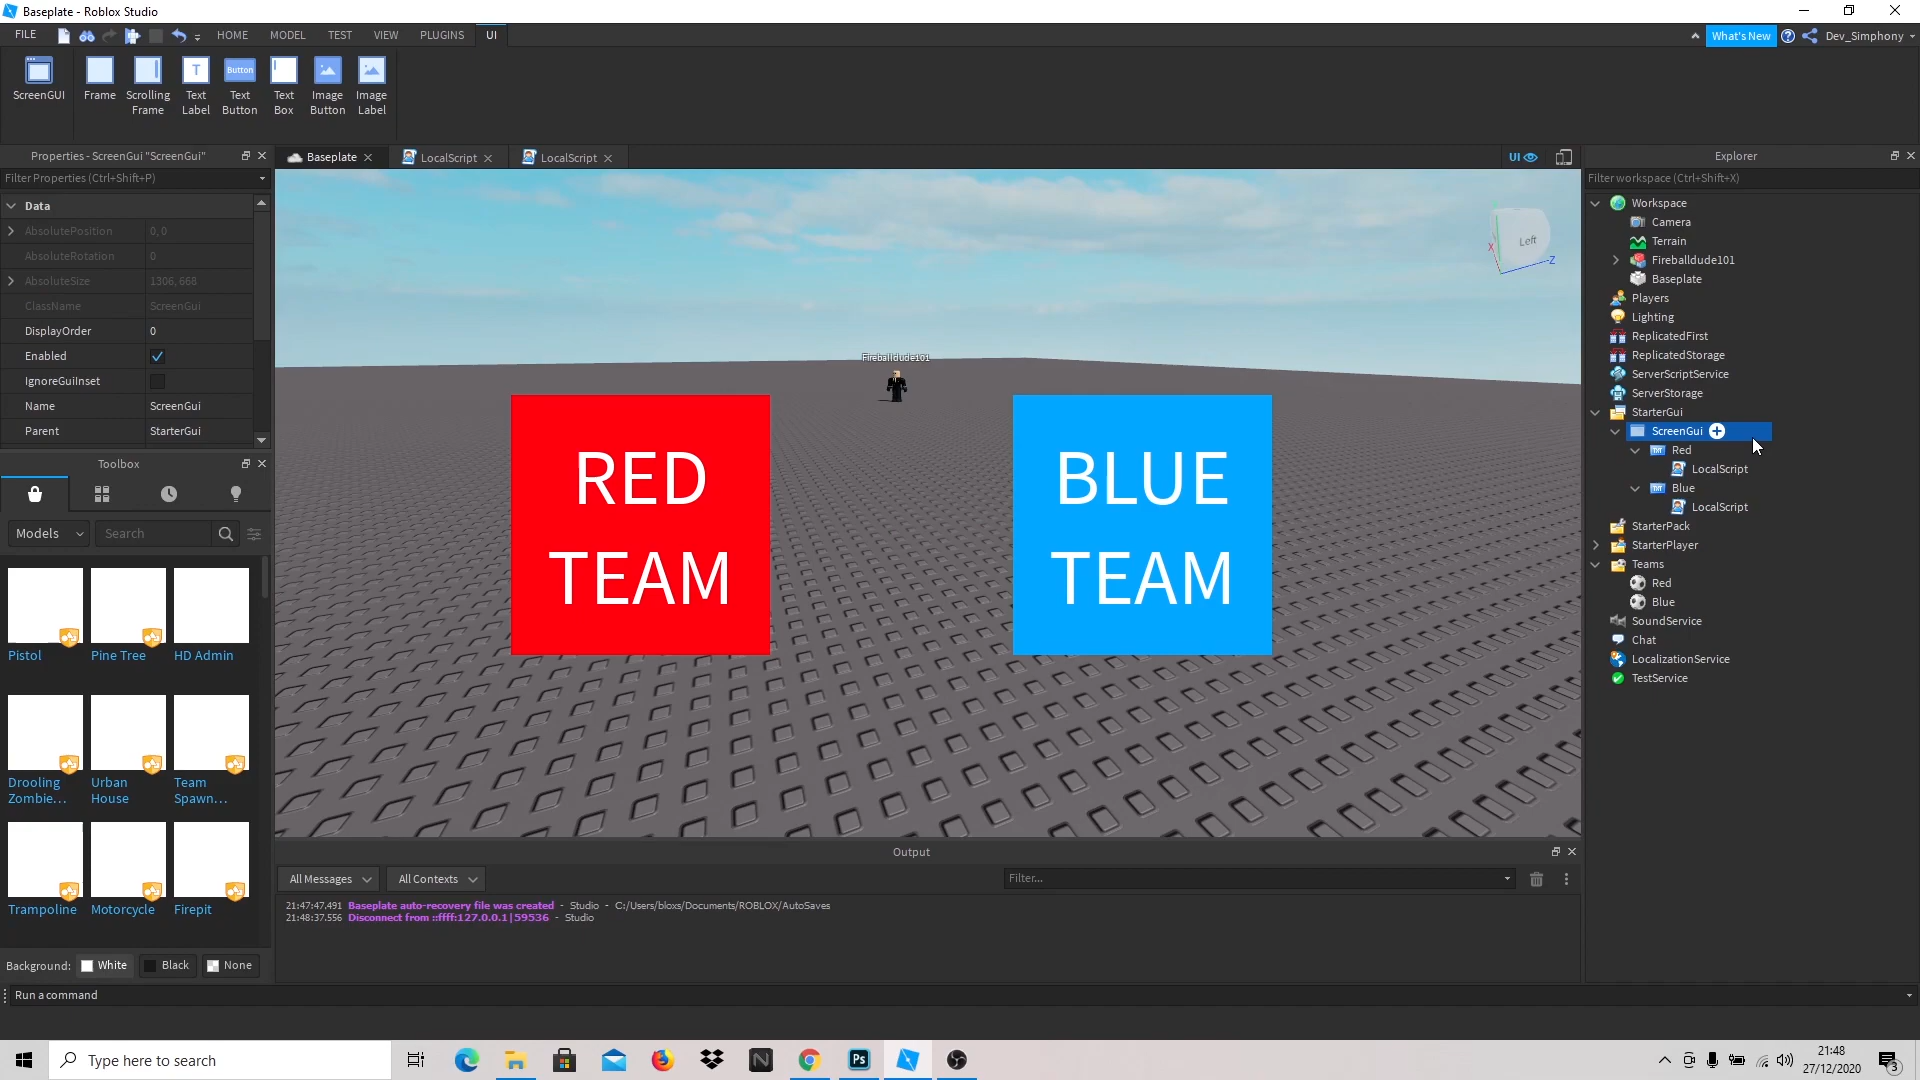 Baseplate - Roblox Studio
FILE HOME MODEL TEST VIEW PLUGINS UI What's New Dev_Simphony
ScreenGUI
Frame
Scrolling
Frame
Text
Label
Button
Text
Button
Text
Box
Image
Button
Image
Label
Properties - ScreenGui "ScreenGui"
Filter Properties (Ctrl+Shift+P)
Data
AbsolutePosition 0, 0
AbsoluteRotation 0
AbsoluteSize 1306, 668
ClassName ScreenGui
DisplayOrder 0
Enabled
IgnoreGuiInset
Name ScreenGui
Parent StarterGui
Toolbox
Models Search
Pistol
Pine Tree
HD Admin
Drooling
Zombie...
Urban
House
Team
Spawn...
Trampoline
Motorcycle
Firepit
Background: White Black None
Baseplate
LocalScript
LocalScript
UI
Left
X
Z
Fireballdude101
RED
TEAM
BLUE
TEAM
Output
All Messages All Contexts Filter...
21:47:47.491 Baseplate auto-recovery file was created - Studio - C:/Users/bloxs/Documents/ROBLOX/AutoSaves
21:48:37.556 Disconnect from ::ffff:127.0.0.1|59536 - Studio
Explorer
Filter workspace (Ctrl+Shift+X)
Workspace
Camera
Terrain
Fireballdude101
Baseplate
Players
Lighting
ReplicatedFirst
ReplicatedStorage
ServerScriptService
ServerStorage
StarterGui
ScreenGui
Red
LocalScript
Blue
LocalScript
StarterPack
StarterPlayer
Teams
Red
Blue
SoundService
Chat
LocalizationService
TestService
Run a command
Type here to search
Ps
21:48
27/12/2020
3